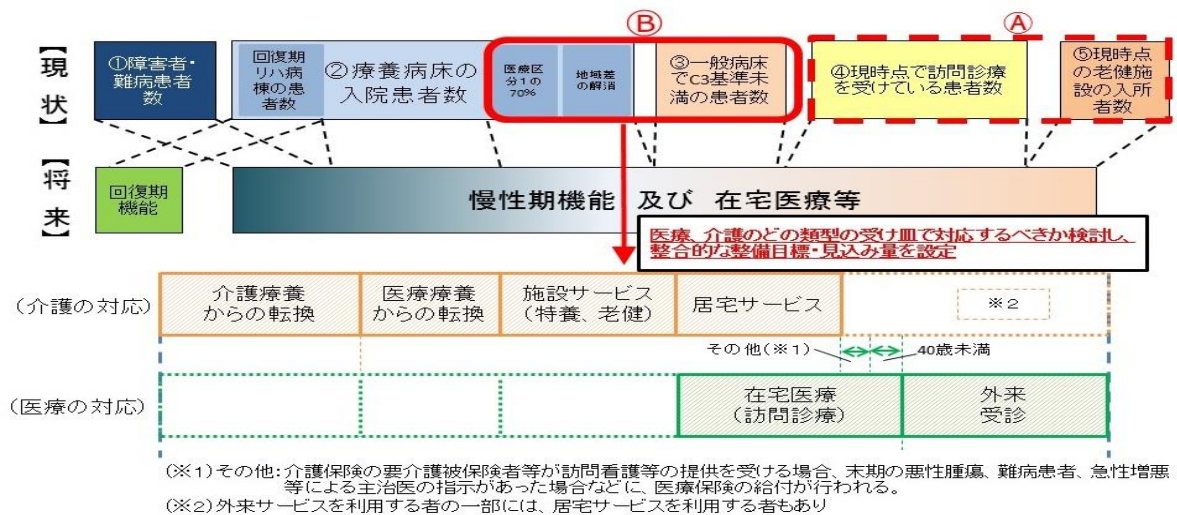 Ⓑ
Ⓐ
【現状】
①障害者・
難病患者
数
回復期
リハ病
棟の患
者数
②療養病床の
入院患者数
医療区
分1の
70%
地域差
の解消
③一般病床
でC3基準未
満の患者数
④現時点で訪問診療
を受けている患者数
⑤現時点
の老健施
設の入所
者数
【将来】
回復期
機能
慢性期機能 及び 在宅医療等
医療、介護のどの類型の受け皿で対応するべきか検討し、
整合的な整備目標・見込み量を設定
(介護の対応)
介護療養
からの転換
医療療養
からの転換
施設サービス
(特養、老健)
居宅サービス
※2
その他(※1)
40歳未満
(医療の対応)
在宅医療
(訪問診療)
外来
受診
(※1)その他:介護保険の要介護被保険者等が訪問看護等の提供を受ける場合、末期の悪性腫瘍、難病患者、急性増悪
等による主治医の指示があった場合などに、医療保険の給付が行われる。
(※2)外来サービスを利用する者の一部には、居宅サービスを利用する者もあり